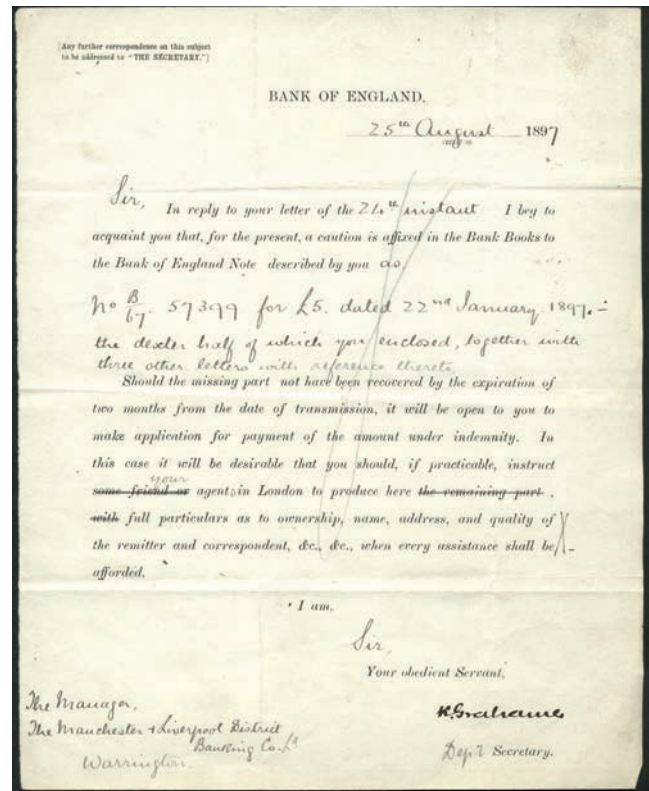 [Any further correspondence on this subject
to be addressed to "THE SECRETARY."]
BANK OF ENGLAND.
25th August 1897
Sir,
In reply to your letter of the 24th instant I beg to
acquaint you that, for the present, a caution is affixed in the Bank Books to
the Bank of England Note described by you as
No B/67. 57399 for £5. dated 22nd January 1897.—
the dexter half of which you enclosed, together with
three other letters with reference thereto
Should the missing part not have been recovered by the expiration of
two months from the date of transmission, it will be open to you to
make application for payment of the amount under indemnity. In
this case it will be desirable that you should, if practicable, instruct
your
some friend or agents in London to produce here the remaining part.
with full particulars as to ownership, name, address, and quality of
the remitter and correspondent, &c., &c., when every assistance shall be
afforded.
I am,
Sir,
Your obedient Servant,
K Grahame
Depy Secretary.
The Manager,
The Manchester & Liverpool District
Banking Co. Ld
Warrington.